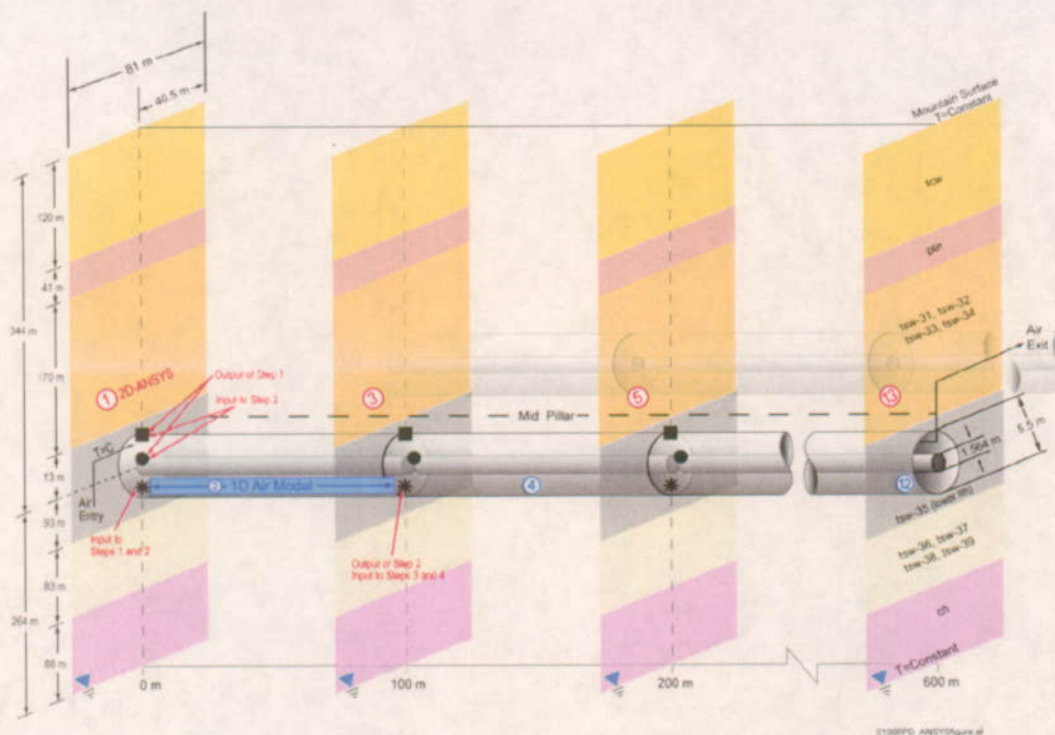 81 m
40.5 m
Mountain Surface
T=Constant
tcw
120 m
ptn
41 m
344 m
tsw-31, tsw-32
tsw-33, tsw-34
Air
Exit
170 m
1 2D-ANSYS
Output of Step 1
Input to Step 2
3
5
13
Mid Pillar
T=C
5.5 m
1.564 m
13 m
2 - 1D Air Model
4
12
Air
Entry
93 m
tsw-35 (lower lith)
Input to
Steps 1 and 2
Output of Step 2
Input to Steps 3 and 4
tsw-36, tsw-37
tsw-38, tsw-39
83 m
264 m
ch
88 m
T=Constant
0 m
100 m
200 m
600 m